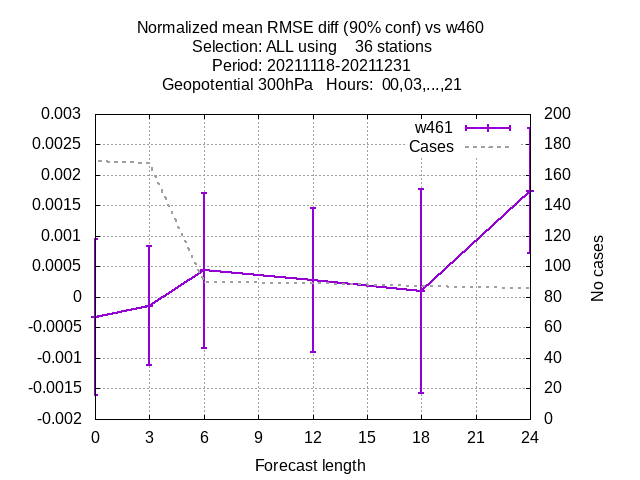 Normalized mean RMSE diff (90% conf) vs w460
Selection: ALL using    36 stations
Period: 20211118-20211231
Geopotential 300hPa   Hours:  00,03,...,21
w461
Cases
0.003
0.0025
0.002
0.0015
0.001
0.0005
0
-0.0005
-0.001
-0.0015
-0.002
200
180
160
140
120
100
80
60
40
20
0
No cases
0 3 6 9 12 15 18 21 24
Forecast length